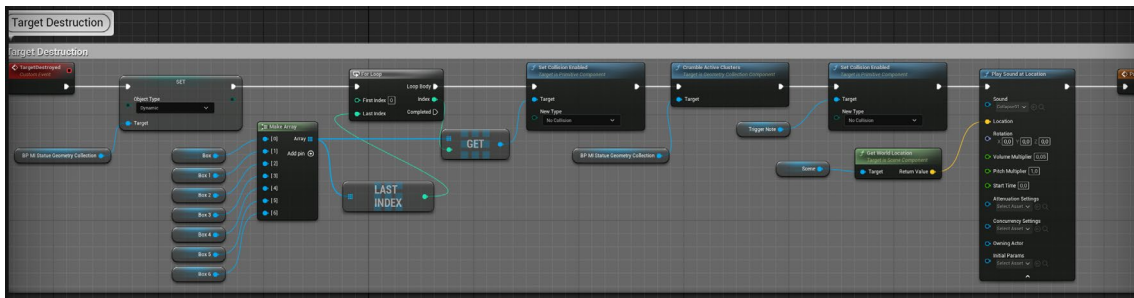 Target Destruction
Target Destruction
TargetDestroyed
Custom Event
SET
Object Type
Dynamic
Target
BP MI Statue Geometry Collection
Box
Box 1
Box 2
Box 3
Box 4
Box 5
Box 6
Make Array
[0]
Array
[1]
Add pin
[2]
[3]
[4]
[5]
[6]
For Loop
Loop Body
First Index 0
Index
Last Index
Completed
LAST
INDEX
GET
Set Collision Enabled
Target is Primitive Component
Target
New Type
No Collision
Crumble Active Clusters
Target is Geometry Collection Component
Target
BP MI Statue Geometry Collection
Set Collision Enabled
Target is Primitive Component
Target
New Type
No Collision
Trigger Note
Scene
Get World Location
Target is Scene Component
Target
Return Value
Play Sound at Location
Sound
Location
Rotation
X 0,0 Y 0,0 Z 0,0
Volume Multiplier 0,05
Pitch Multiplier 1,0
Start Time 0,0
Attenuation Settings
Select Asset
Concurrency Settings
Select Asset
Owning Actor
Initial Params
Select Asset